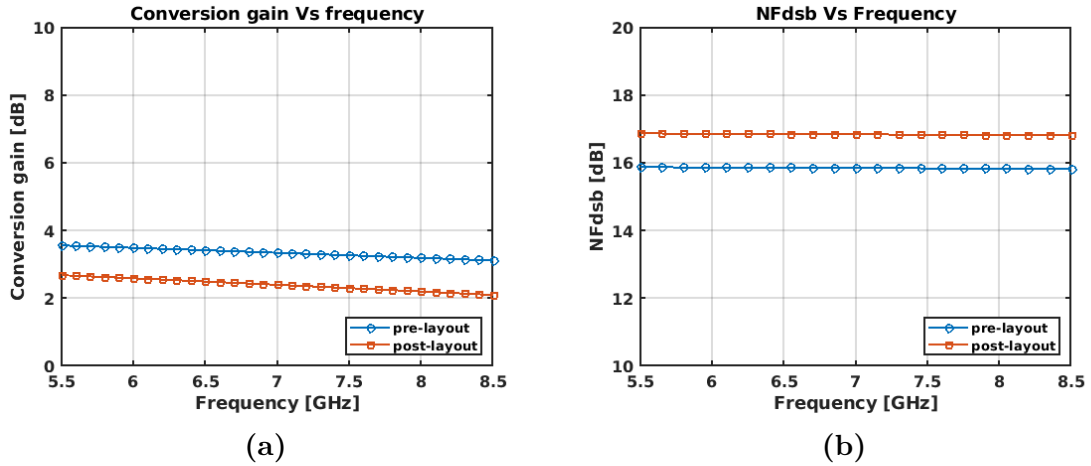 Conversion gain Vs frequency
10
8
6
4
2
0
Conversion gain [dB]
5.5 6 6.5 7 7.5 8 8.5
Frequency [GHz]
pre-layout
post-layout
(a)
NFdsb Vs Frequency
20
18
16
14
12
10
NFdsb [dB]
5.5 6 6.5 7 7.5 8 8.5
Frequency [GHz]
pre-layout
post-layout
(b)